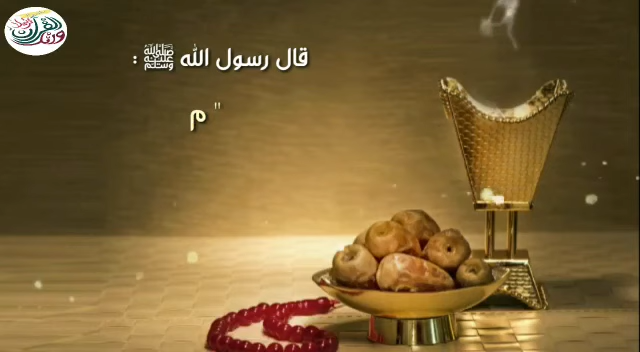 قال رسول الله ﷺ :
" م